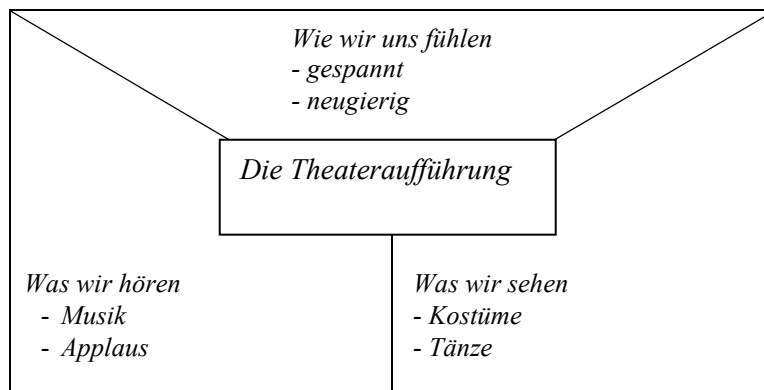 Wie wir uns fühlen
- gespannt
- neugierig
Die Theateraufführung
Was wir hören
- Musik
- Applaus
Was wir sehen
- Kostüme
- Tänze